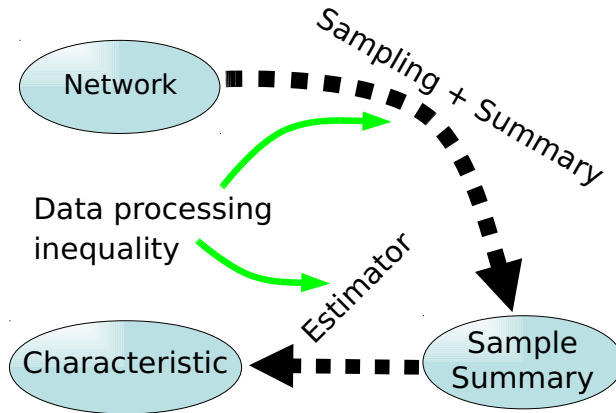 Network
Sampling + Summary
Data processing
inequality
Estimator
Characteristic
Sample
Summary